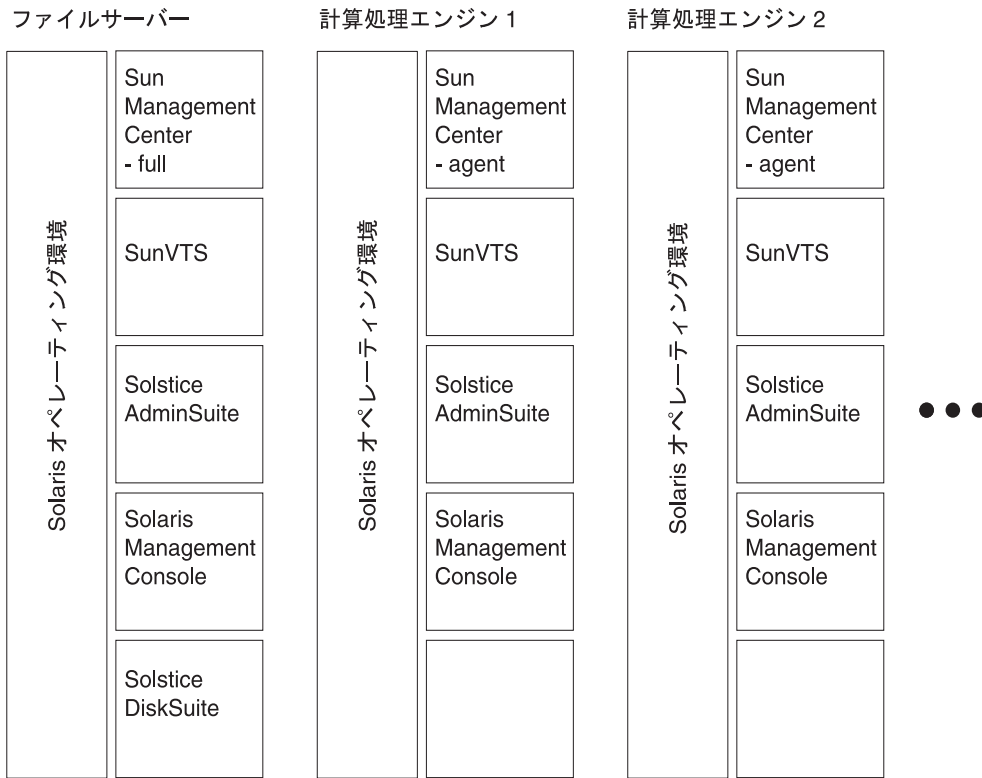 ファイルサーバー
Solaris オペレーティング環境
Sun
Management
Center
- full
SunVTS
Solstice
AdminSuite
Solaris
Management
Console
Solstice
DiskSuite
計算処理エンジン 1
Solaris オペレーティング環境
Sun
Management
Center
- agent
SunVTS
Solstice
AdminSuite
Solaris
Management
Console
計算処理エンジン 2
Solaris オペレーティング環境
Sun
Management
Center
- agent
SunVTS
Solstice
AdminSuite
Solaris
Management
Console